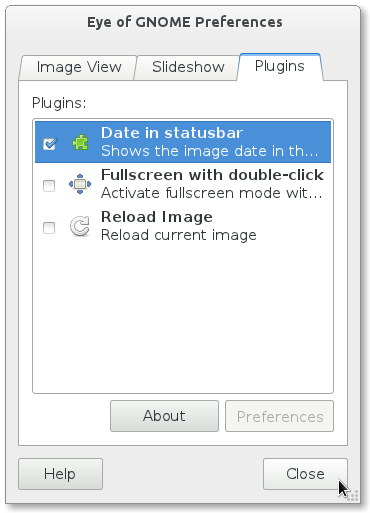 Eye of GNOME Preferences
Image View Slideshow Plugins
Plugins:
Date in statusbar
Shows the image date in th...
Fullscreen with double-click
Activate fullscreen mode wit...
Reload Image
Reload current image
About Preferences
Help Close